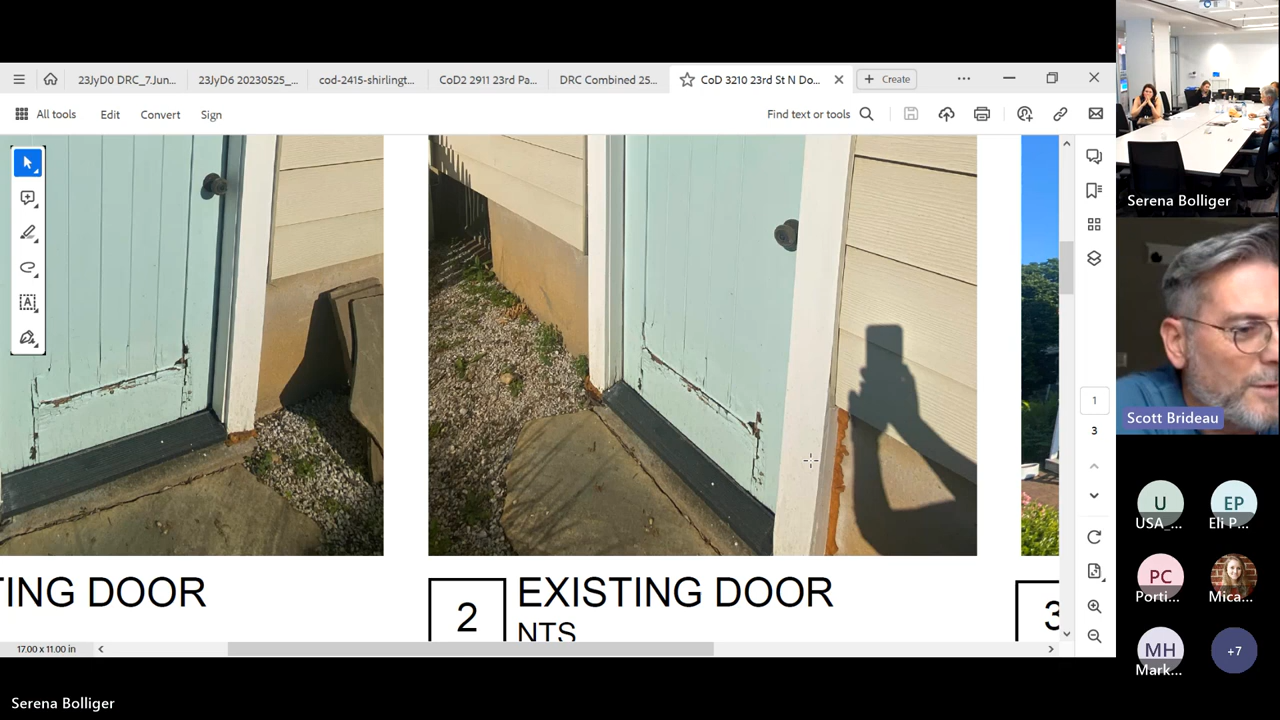 23JyD0 DRC_7.Jun...
23JyD6 20230525_...
cod-2415-shirlingt...
CoD2 2911 23rd Pa...
DRC Combined 25...
CoD 3210 23rd St N Do...
Create
All tools
Edit
Convert
Sign
Find text or tools
A
1
3
TING DOOR
2
EXISTING DOOR
NTS
3
17.00 x 11.00 in
Serena Bolliger
Serena Bolliger
Scott Brideau
U
USA_...
EP
Eli P...
PC
Porti...
Mica...
MH
Mark...
+7